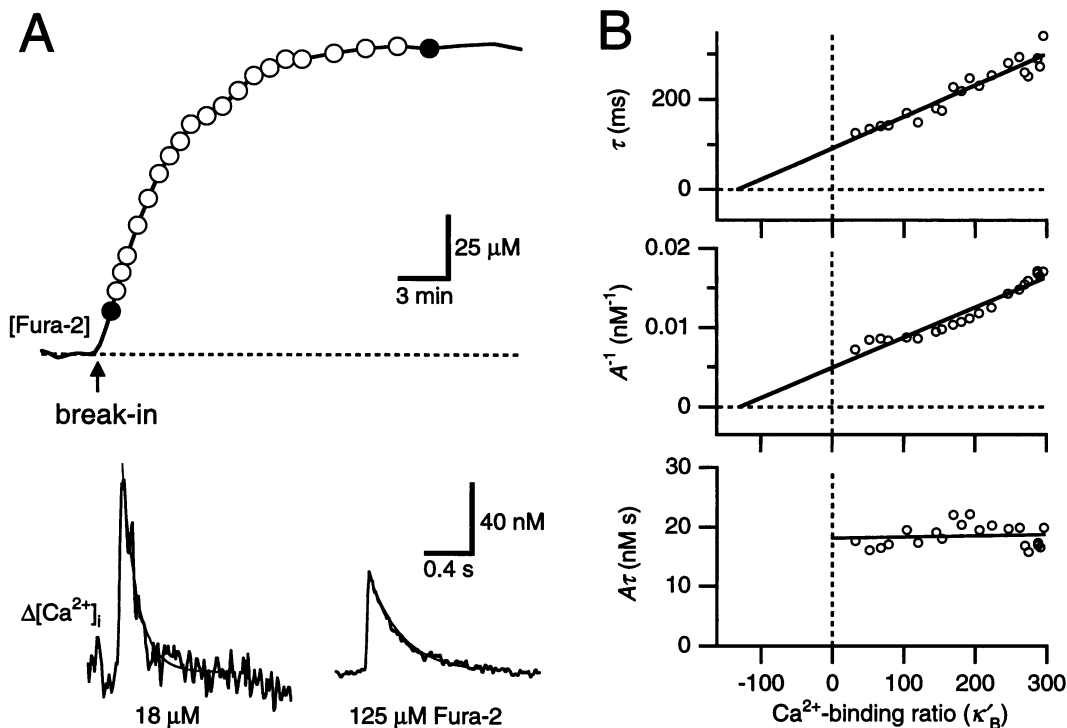 A
[Fura-2]
break-in
25 μM
3 min
Δ[Ca²⁺]ᵢ
40 nM
0.4 s
18 μM
125 μM Fura-2
B
τ (ms)
200
0
A⁻¹ (nM⁻¹)
0.02
0.01
0
Aτ (nM s)
30
20
10
0
-100 0 100 200 300
Ca²⁺-binding ratio (κ′_B)